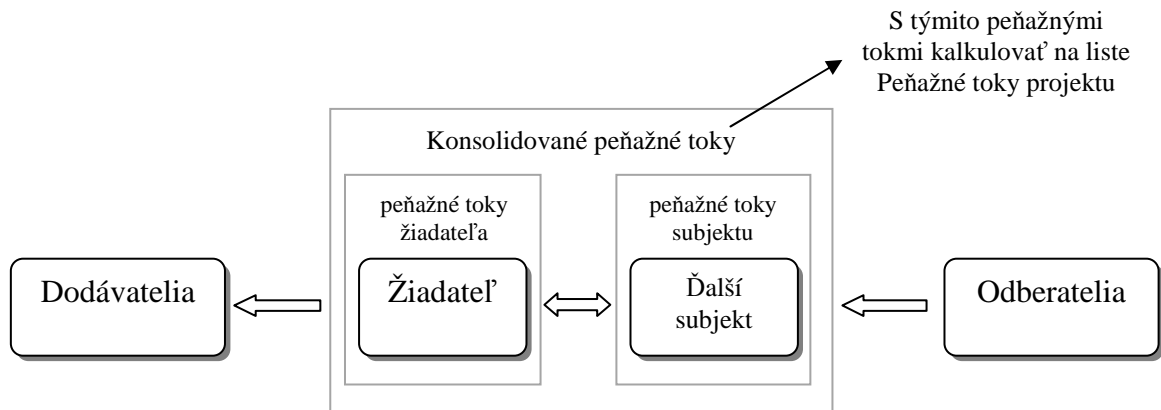 S týmito peňažnými
tokmi kalkulovať na liste
Peňažné toky projektu
Konsolidované peňažné toky
peňažné toky
žiadateľa
peňažné toky
subjektu
Dodávatelia
Žiadateľ
Ďalší
subjekt
Odberatelia